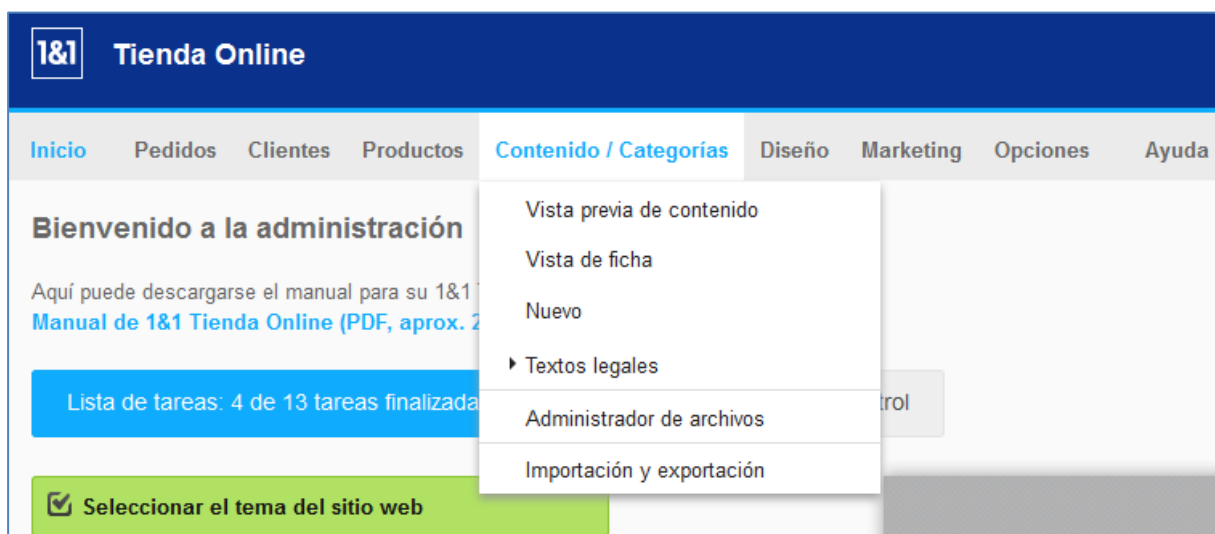 1&1 Tienda Online
Inicio Pedidos Clientes Productos Contenido / Categorías Diseño Marketing Opciones Ayuda
Vista previa de contenido
Vista de ficha
Nuevo
Textos legales
Administrador de archivos
Importación y exportación
Bienvenido a la administración
Aquí puede descargarse el manual para su 1&1
Manual de 1&1 Tienda Online (PDF, aprox. 2
Lista de tareas: 4 de 13 tareas finalizada
trol
Seleccionar el tema del sitio web